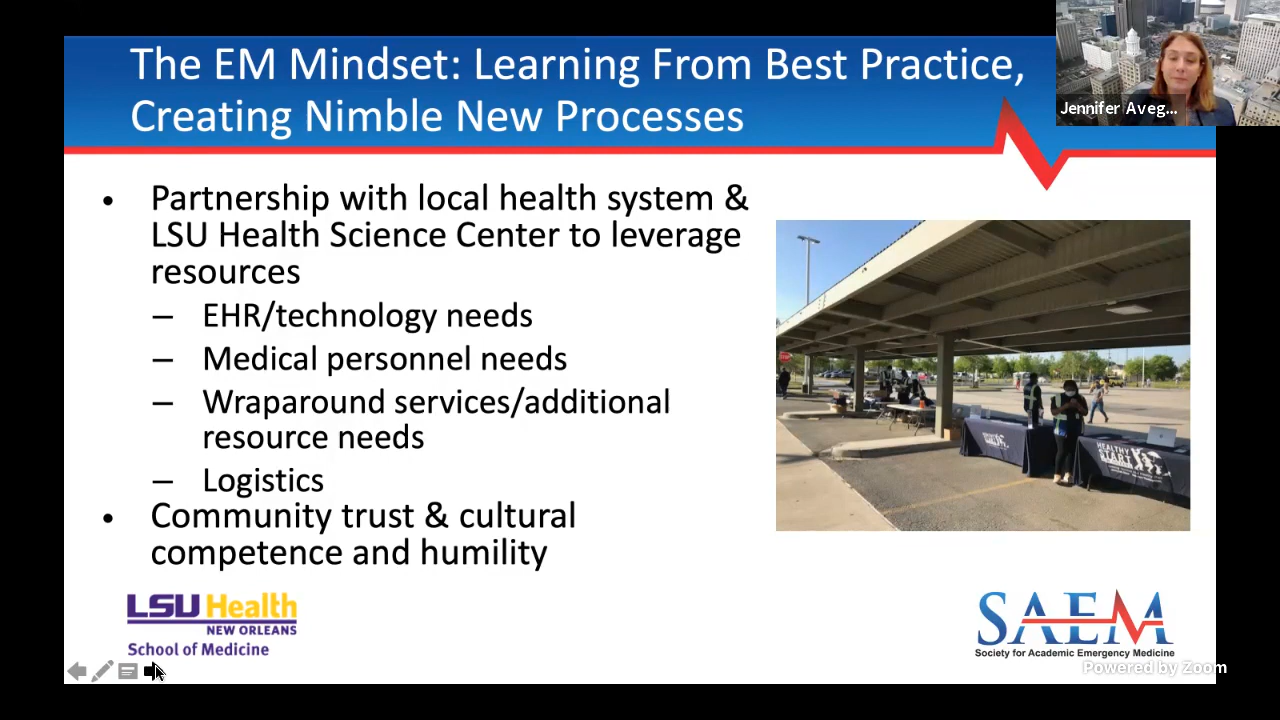 The EM Mindset: Learning From Best Practice,
Creating Nimble New Processes
Jennifer Aveg...
• Partnership with local health system &
LSU Health Science Center to leverage
resources
– EHR/technology needs
– Medical personnel needs
– Wraparound services/additional
resource needs
– Logistics
• Community trust & cultural
competence and humility
HEALTHY
START
LSU Health
NEW ORLEANS
School of Medicine
SAEM
Society for Academic Emergency Medicine
Powered by Zoom